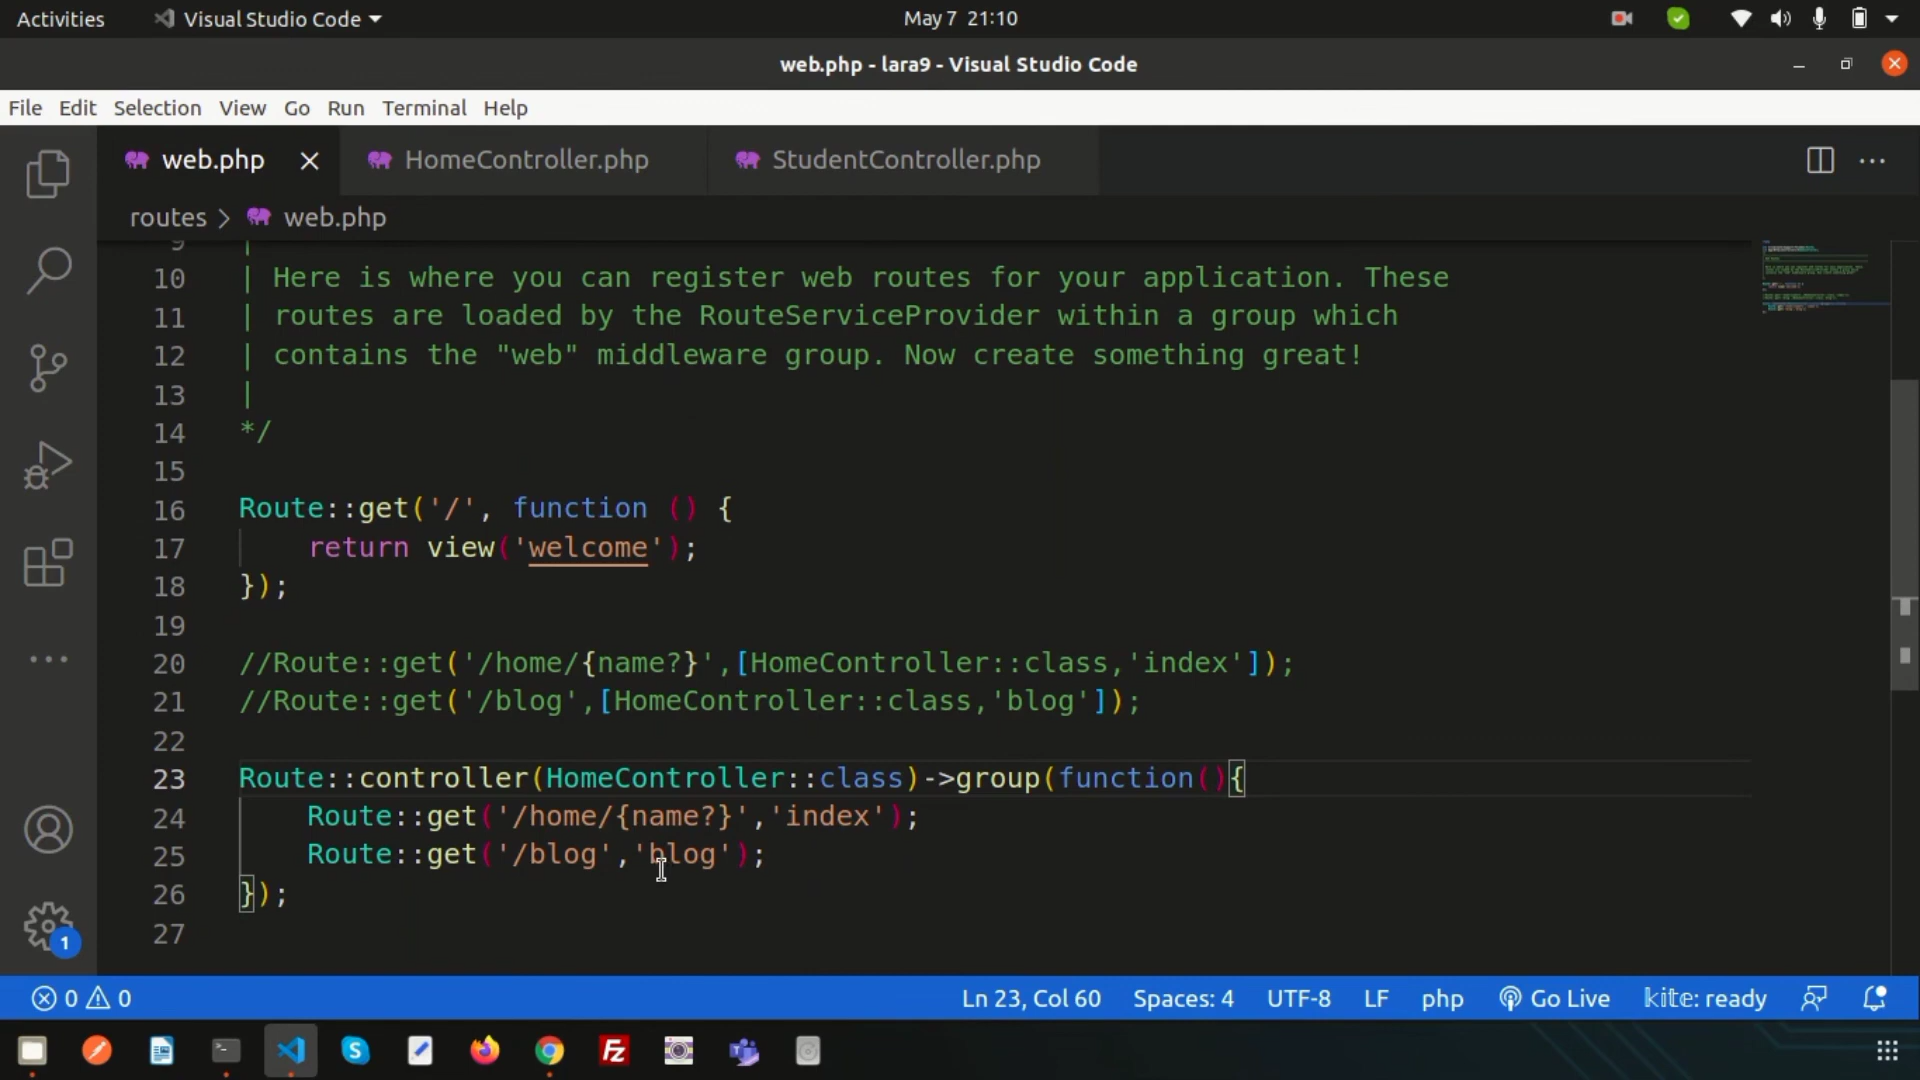 Activities
Visual Studio Code
May 7 21:10
web.php - lara9 - Visual Studio Code
File Edit Selection View Go Run Terminal Help
web.php
HomeController.php
StudentController.php
routes > web.php
9 |
10 | Here is where you can register web routes for your application. These
11 | routes are loaded by the RouteServiceProvider within a group which
12 | contains the "web" middleware group. Now create something great!
13 |
14 */
15
16 Route::get('/', function () {
17 return view('welcome');
18 });
19
20 //Route::get('/home/{name?}',[HomeController::class,'index']);
21 //Route::get('/blog',[HomeController::class,'blog']);
22
23 Route::controller(HomeController::class)->group(function(){
24 Route::get('/home/{name?}','index');
25 Route::get('/blog','blog');
26 });
27
1
0 0
Ln 23, Col 60 Spaces: 4 UTF-8 LF php Go Live kite: ready